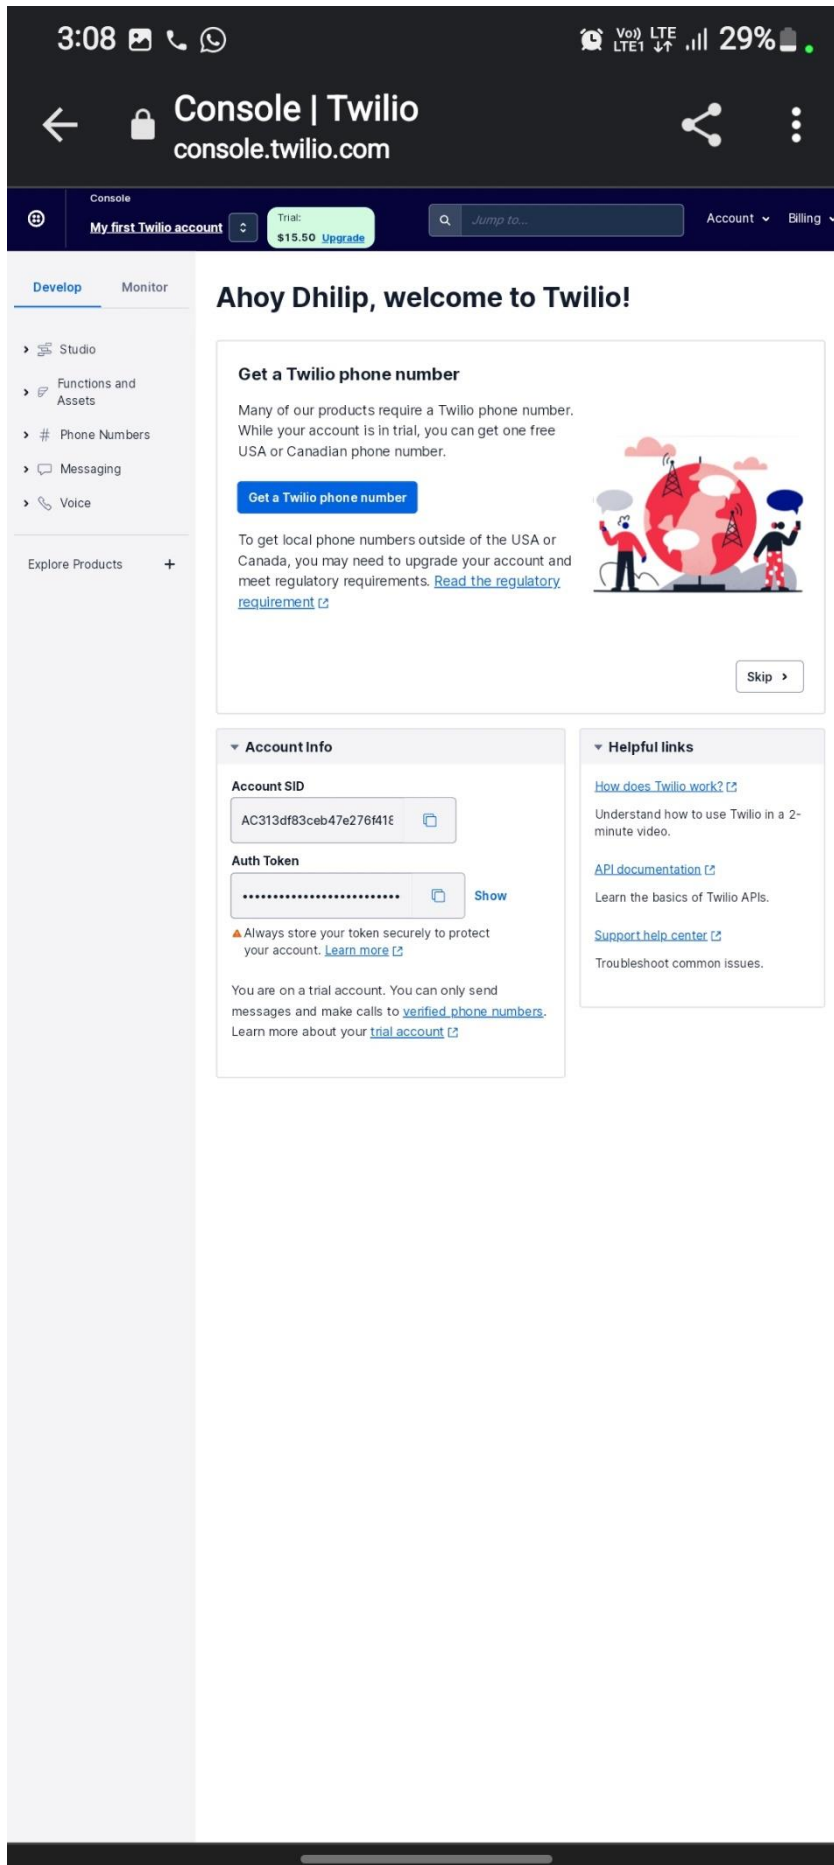 3:08
Vo)) LTE
LTE1
29%
Console | Twilio
console.twilio.com
Console
My first Twilio account
Trial:
$15.50 Upgrade
Jump to...
Account
Billing
Develop
Monitor
Ahoy Dhilip, welcome to Twilio!
Studio
Functions and
Assets
# Phone Numbers
Messaging
Voice
Explore Products +
Get a Twilio phone number
Many of our products require a Twilio phone number.
While your account is in trial, you can get one free
USA or Canadian phone number.
Get a Twilio phone number
To get local phone numbers outside of the USA or
Canada, you may need to upgrade your account and
meet regulatory requirements. Read the regulatory
requirement
Skip
Account Info
Account SID
AC313df83ceb47e276f418
Auth Token
••••••••••••••••••••••••••
Show
Always store your token securely to protect
your account. Learn more
You are on a trial account. You can only send
messages and make calls to verified phone numbers.
Learn more about your trial account
Helpful links
How does Twilio work?
Understand how to use Twilio in a 2-
minute video.
API documentation
Learn the basics of Twilio APIs.
Support help center
Troubleshoot common issues.